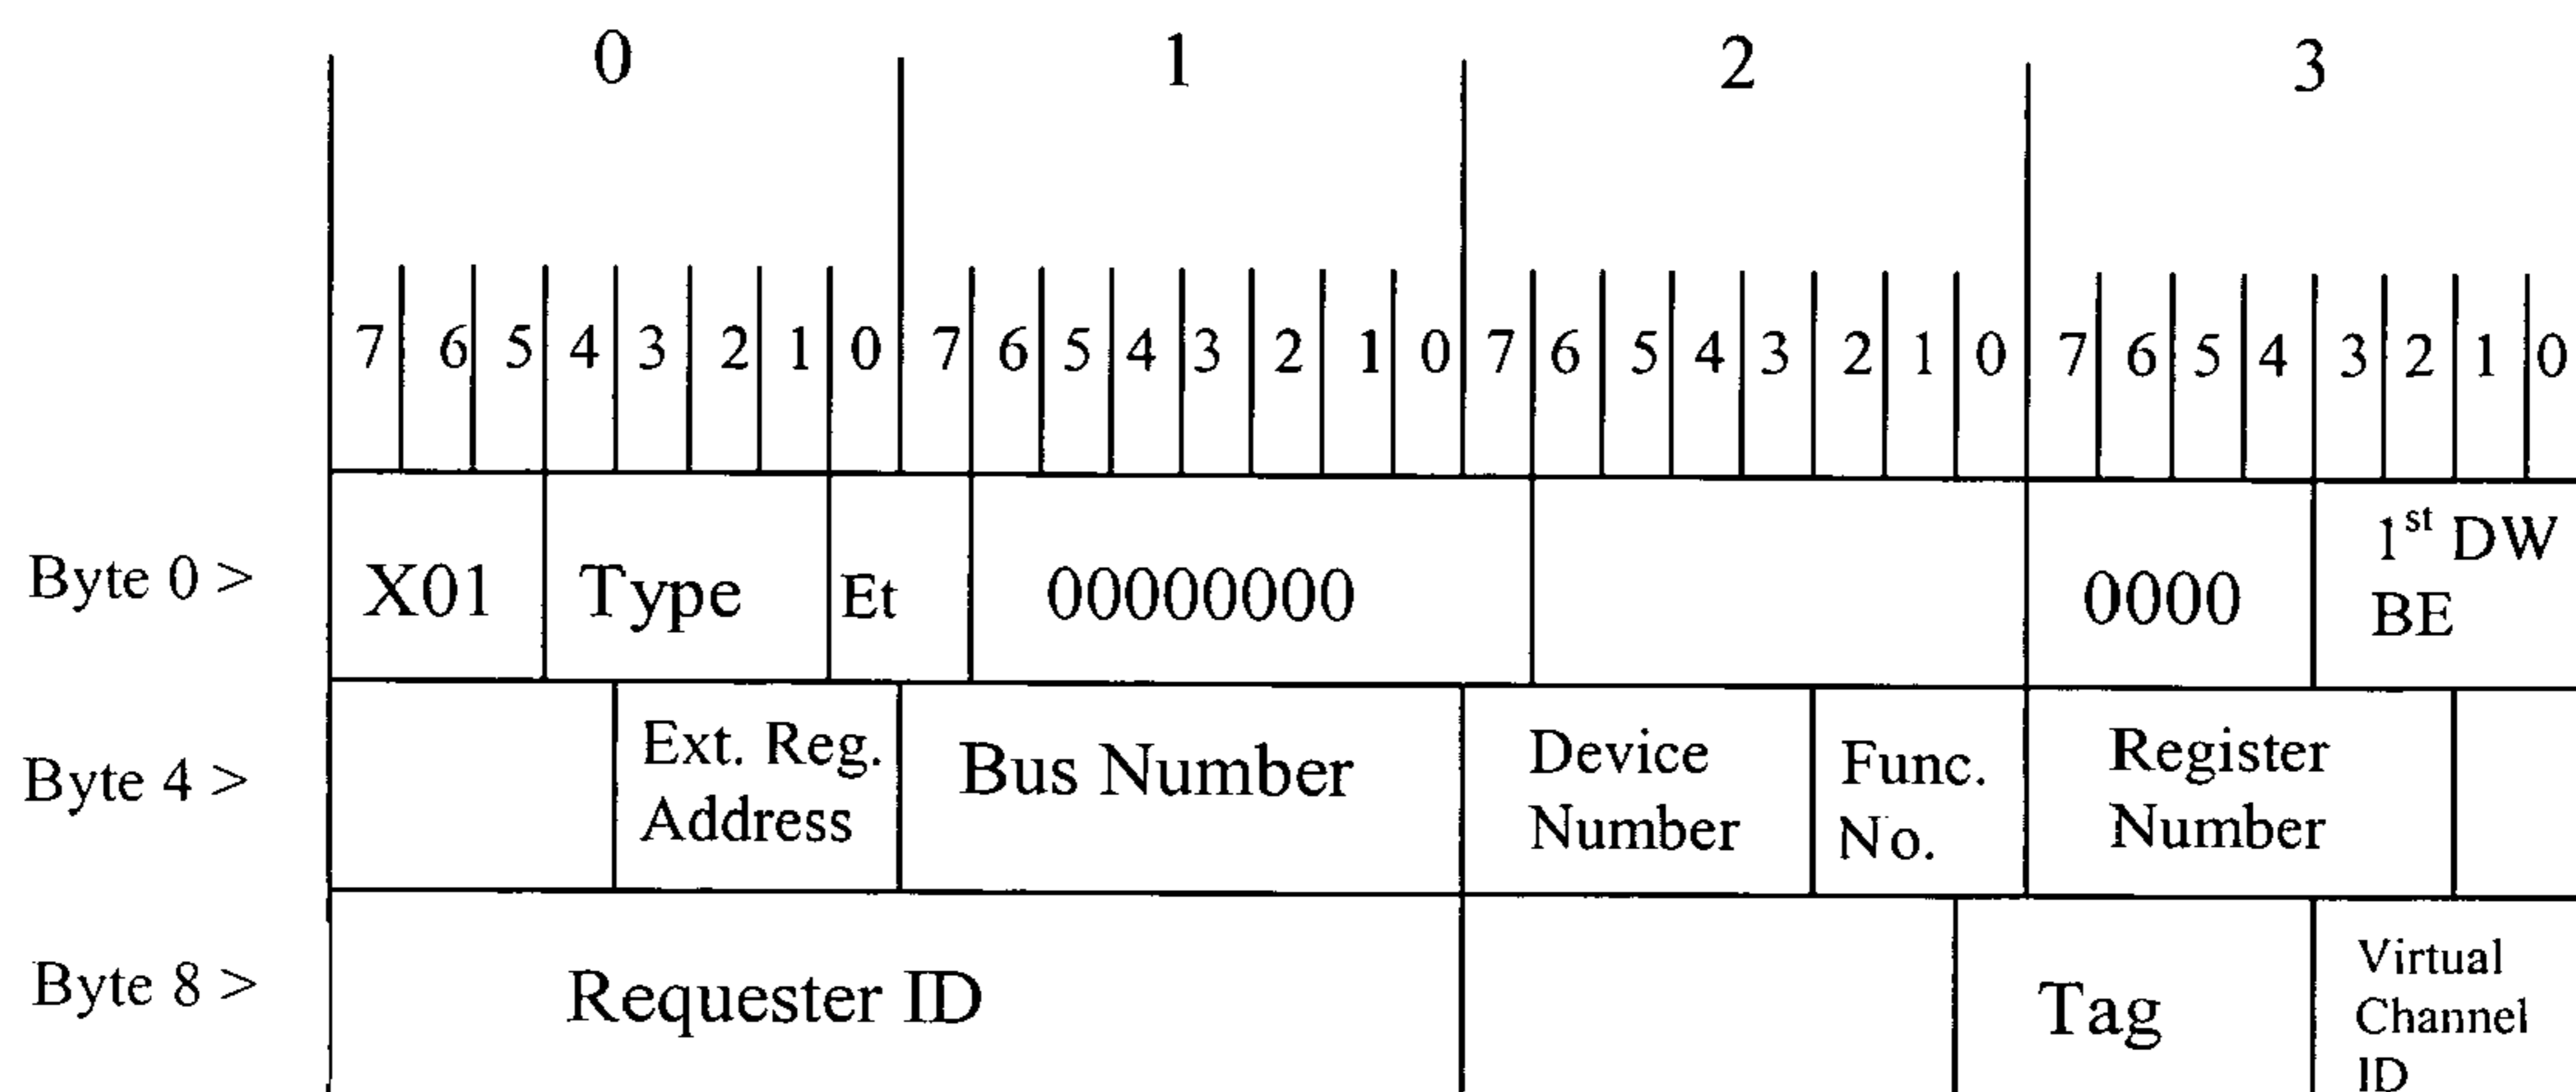 0 1 2 3
7 6 5 4 3 2 1 0 7 6 5 4 3 2 1 0 7 6 5 4 3 2 1 0 7 6 5 4 3 2 1 0
Byte 0 > X01 Type Et 00000000 0000 1st DW
BE
Byte 4 > Ext. Reg.
Address Bus Number Device
Number Func.
No. Register
Number
Byte 8 > Requester ID Tag Virtual
Channel
ID